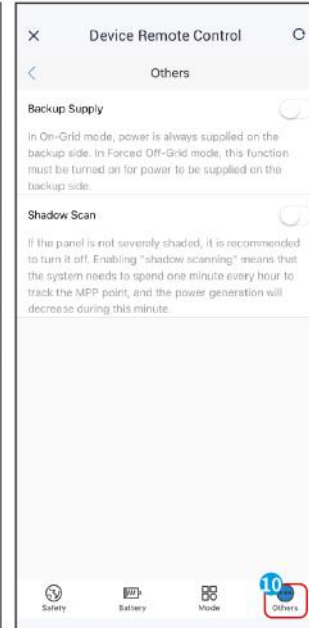 Device Remote Control
Others
Backup Supply
In On-Grid mode, power is always supplied on the
backup side. In Forced Off-Grid mode, this function
must be turned on for power to be supplied on the
backup side.
Shadow Scan
If the panel is not severely shaded, it is recommended
to turn it off. Enabling "shadow scanning" means that
the system needs to spend one minute every hour to
track the MPP point, and the power generation will
decrease during this minute.
10
Safety Battery Mode Others